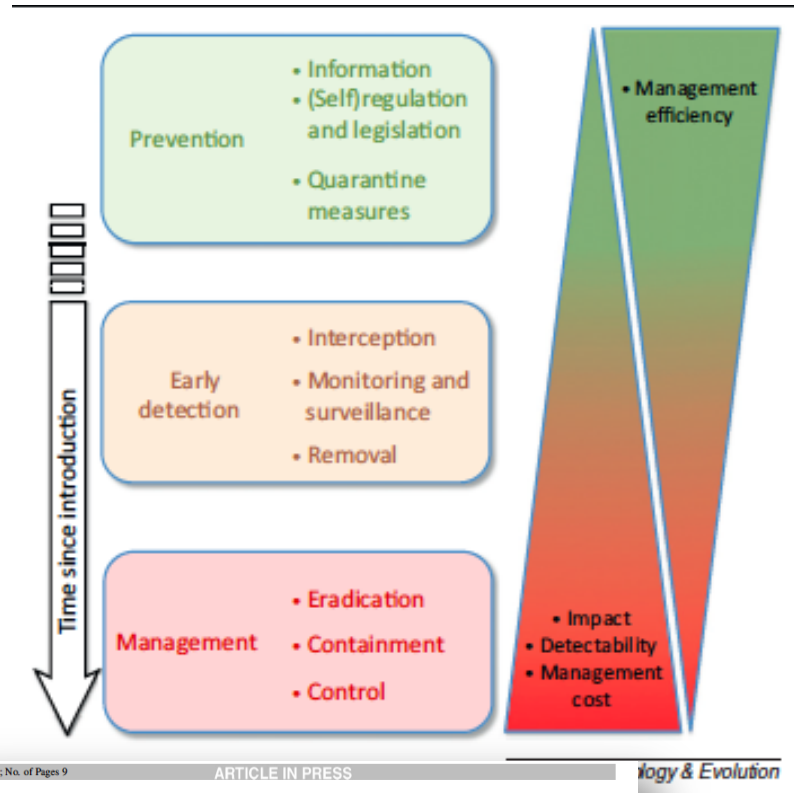 Prevention
• Information
• (Self)regulation
and legislation
• Quarantine
measures
Early
detection
• Interception
• Monitoring and
surveillance
• Removal
Management
• Eradication
• Containment
• Control
Time since introduction
• Management
efficiency
• Impact
• Detectability
• Management
cost
; No. of Pages 9
ARTICLE IN PRESS
& Evolution